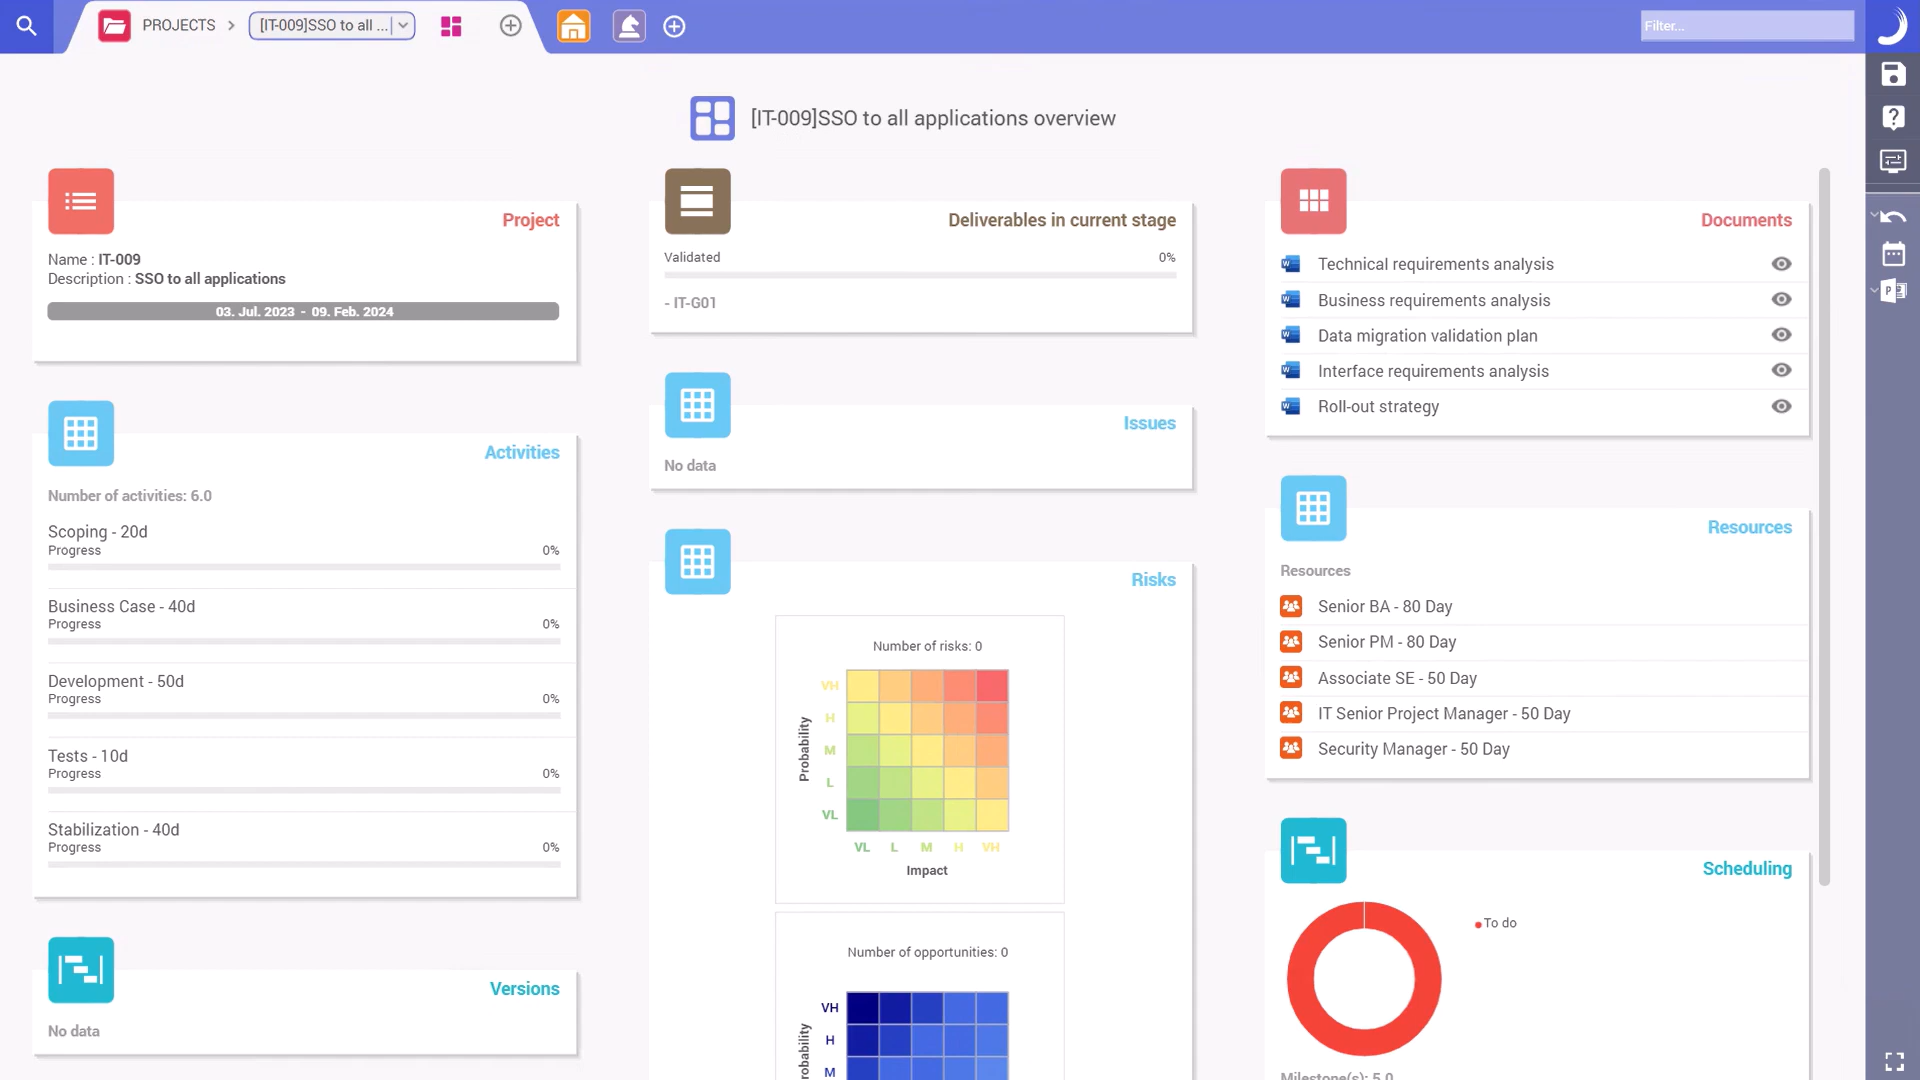 PROJECTS
[IT-009]SSO to all ...
Filter...
[IT-009]SSO to all applications overview
Project
Name : IT-009
Description : SSO to all applications
03. Jul. 2023 - 09. Feb. 2024
Activities
Number of activities: 6.0
Scoping - 20d
Progress 0%
Business Case - 40d
Progress 0%
Development - 50d
Progress 0%
Tests - 10d
Progress 0%
Stabilization - 40d
Progress 0%
Versions
No data
Deliverables in current stage
Validated 0%
- IT-G01
Issues
No data
Risks
Number of risks: 0
Probability
VH
H
M
L
VL
VL L M H VH
Impact
Number of opportunities: 0
VH
H
M
Documents
Technical requirements analysis
Business requirements analysis
Data migration validation plan
Interface requirements analysis
Roll-out strategy
Resources
Resources
Senior BA - 80 Day
Senior PM - 80 Day
Associate SE - 50 Day
IT Senior Project Manager - 50 Day
Security Manager - 50 Day
Scheduling
To do
Milestone(s): 5.0